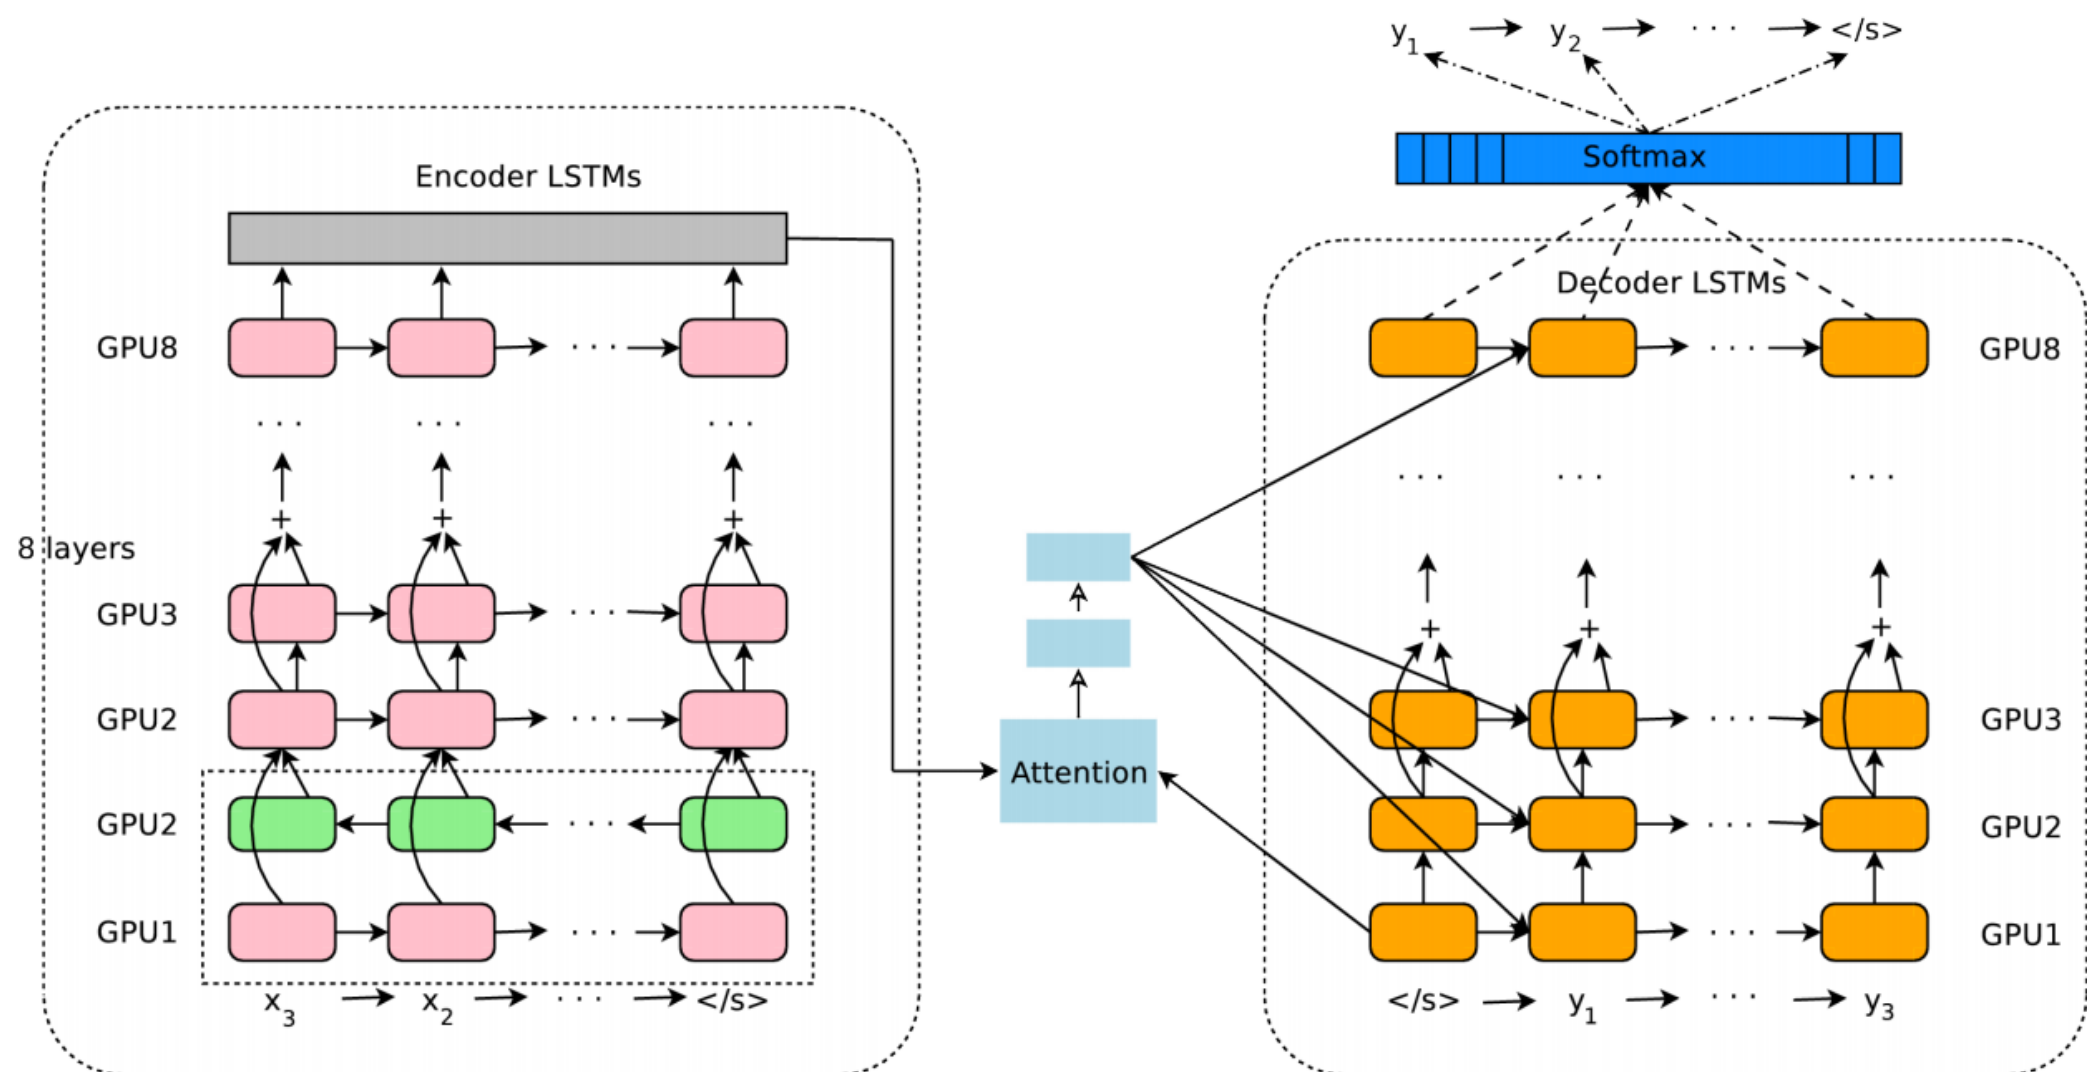 y1 y2 ... </s>
Softmax
Encoder LSTMs
GPU8
...
8 layers
+ + +
GPU3 ...
GPU2 ...
GPU2 ...
GPU1 ...
x3 x2 ... </s>
Attention
Decoder LSTMs
... GPU8
...
+ + +
... GPU3
... GPU2
... GPU1
</s> y1 ... y3